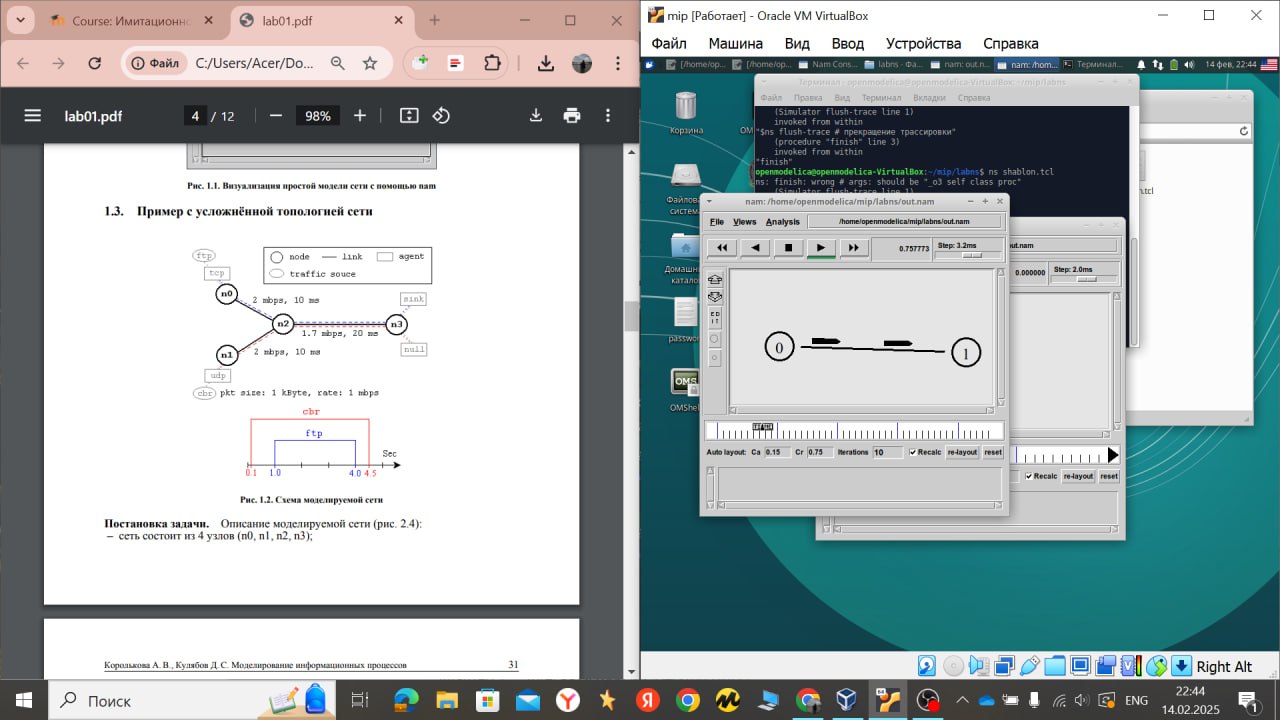 Course: Имитационно
lab01.pdf
Файл
C:/Users/Acer/Do...
lab01.pdf
4 / 12
98%
Рис. 1.1. Визуализация простой модели сети с помощью nam
1.3. Пример с усложнённой топологией сети
ftp
node
link
agent
traffic souce
tcp
n0
2 mbps, 10 ms
sink
n2
n3
1.7 mbps, 20 ms
n1
2 mbps, 10 ms
null
udp
cbr
pkt size: 1 kByte, rate: 1 mbps
cbr
ftp
Sec
0.1 1.0 4.0 4.5
Рис. 1.2. Схема моделируемой сети
Постановка задачи. Описание моделируемой сети (рис. 2.4):
– сеть состоит из 4 узлов (n0, n1, n2, n3);
Королькова А. В., Кулябов Д. С. Моделирование информационных процессов
31
mip [Работает] - Oracle VM VirtualBox
Файл Машина Вид Ввод Устройства Справка
[/home/op... [/home/op... Nam Cons... labns - Фа... nam: out.n... nam: /hom... Терминал... 14 фев, 22:44
Терминал - openmodelica@openmodelica-VirtualBox: ~/mip/labns
Файл Правка Вид Терминал Вкладки Справка
(Simulator flush-trace line 1)
invoked from within
"$ns flush-trace # прекращение трассировки"
(procedure "finish" line 3)
invoked from within
"finish"
openmodelica@openmodelica-VirtualBox:~/mip/labns$ ns shablon.tcl
ns: finish: wrong # args: should be "_o3 self class proc"
(Simulator flush-trace line 1)
Корзина
Файлова
систем
Домашн
катало
passwo
OMShel
nam: /home/openmodelica/mip/labns/out.nam
File Views Analysis
/home/openmodelica/mip/labns/out.nam
0.757773
Step: 3.2ms
ED
IT
0
1
Auto layout: Ca 0.15 Cr 0.75 Iterations 10 Recalc re-layout reset
out.nam
0.000000
Step: 2.0ms
Recalc re-layout reset
Right Alt
Поиск
ENG
22:44
14.02.2025